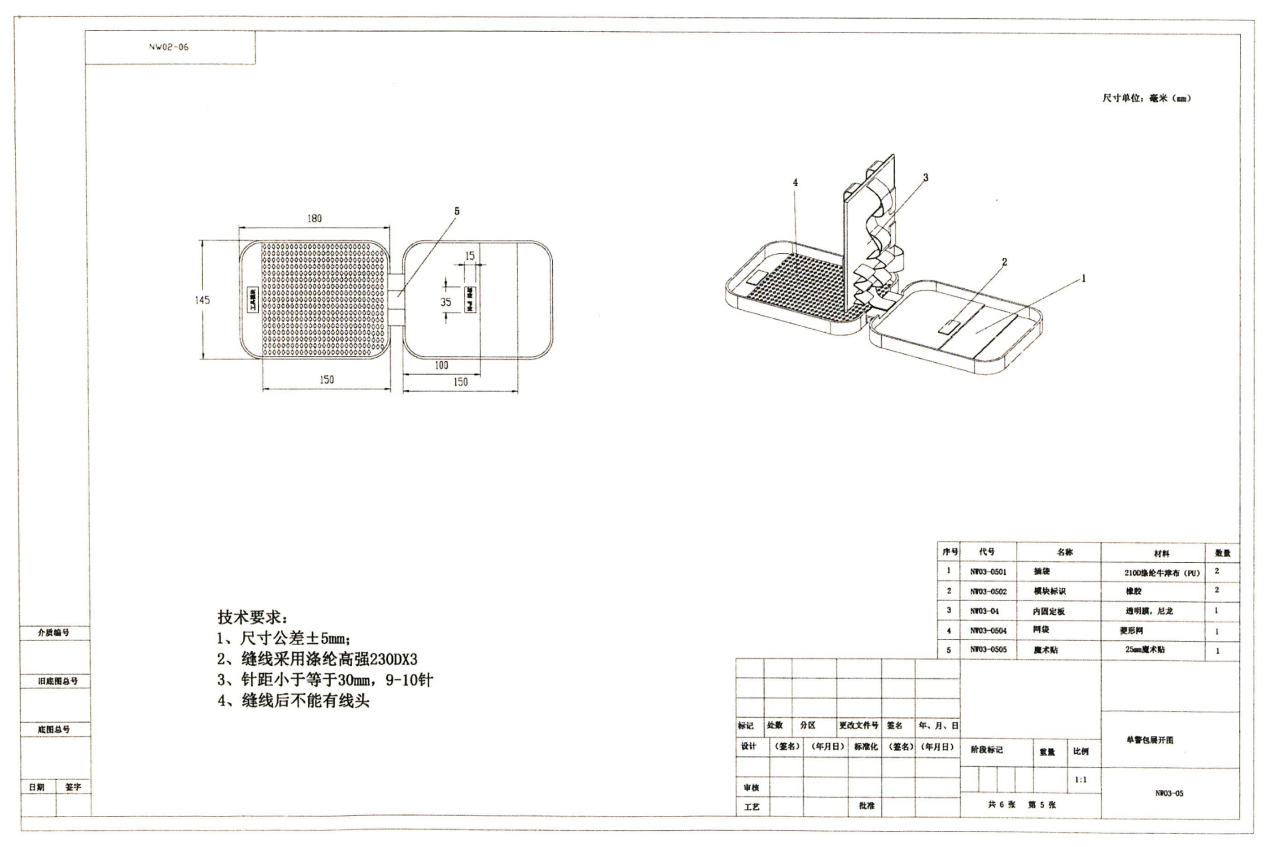 NW02-06
尺寸单位：毫米（mm）
180
5
145
15
35
150
100
150
4
3
2
1
技术要求：
1、尺寸公差±5mm；
2、缝线采用涤纶高强230DX3
3、针距小于等于30mm，9-10针
4、缝线后不能有线头
序号 代号 名称 材料 数量
1 NW03-0501 插袋 210D涤纶牛津布（PU） 2
2 NW03-0502 模块标识 橡胶 2
3 NW03-04 内固定板 透明膜，尼龙 1
4 NW03-0504 网袋 菱形网 1
5 NW03-0505 魔术贴 25mm魔术贴 1
介质编号
旧底图总号
底图总号
日期 签字
标记 处数 分区 更改文件号 签名 年、月、日
设计 （签名） （年月日） 标准化 （签名） （年月日）
审核
工艺 批准
阶段标记 重量 比例
1:1
共 6 张 第 5 张
单警包展开图
NW03-05